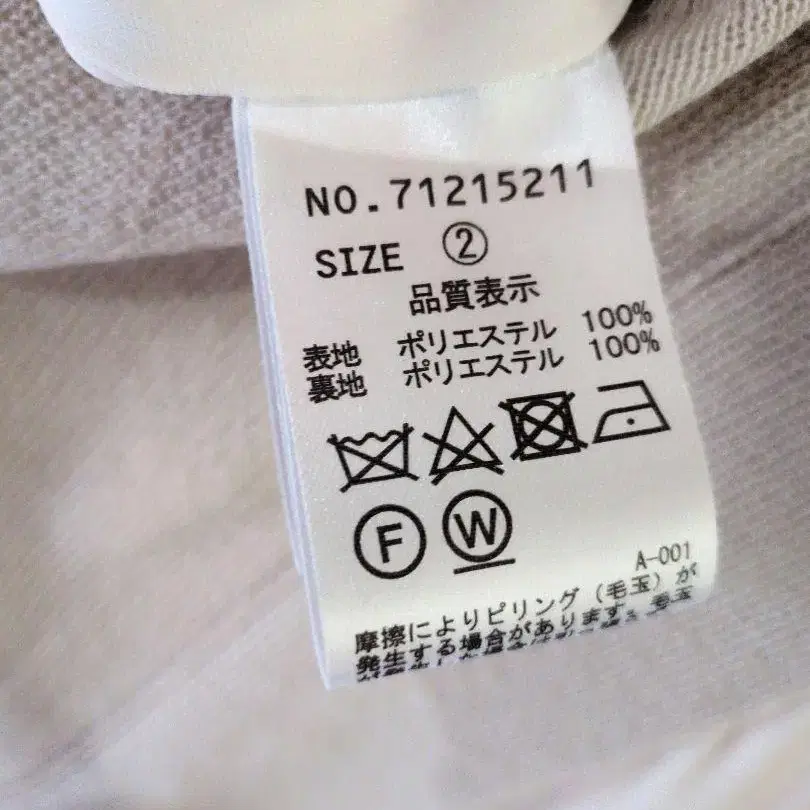 NO.71215211
SIZE ②
品質表示
表地 ポリエステル 100%
裏地 ポリエステル 100%
F W
A-001
摩擦によりピリング(毛玉)が
発生する場合があります。毛玉